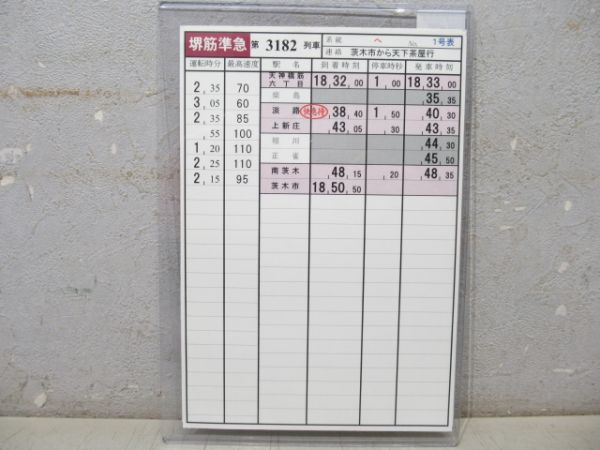 堺筋準急 第 3182 列車 系統 へ No. 1号表
連絡 茨木市から天下茶屋行
運転時分 最高速度 駅名 到着時刻 停車時秒 発車時刻
天神橋筋六丁目 18,32,00 1,00 18,33,00
2,35 70 柴島 ,35,35
3,05 60 淡路 ,38,40 1,50 ,40,30
2,35 85 上新庄 ,43,05 ,30 ,43,35
,55 100 相川 ,44,30
1,20 110 正雀 ,45,50
2,25 110 南茨木 ,48,15 ,20 ,48,35
2,15 95 茨木市 18,50,50